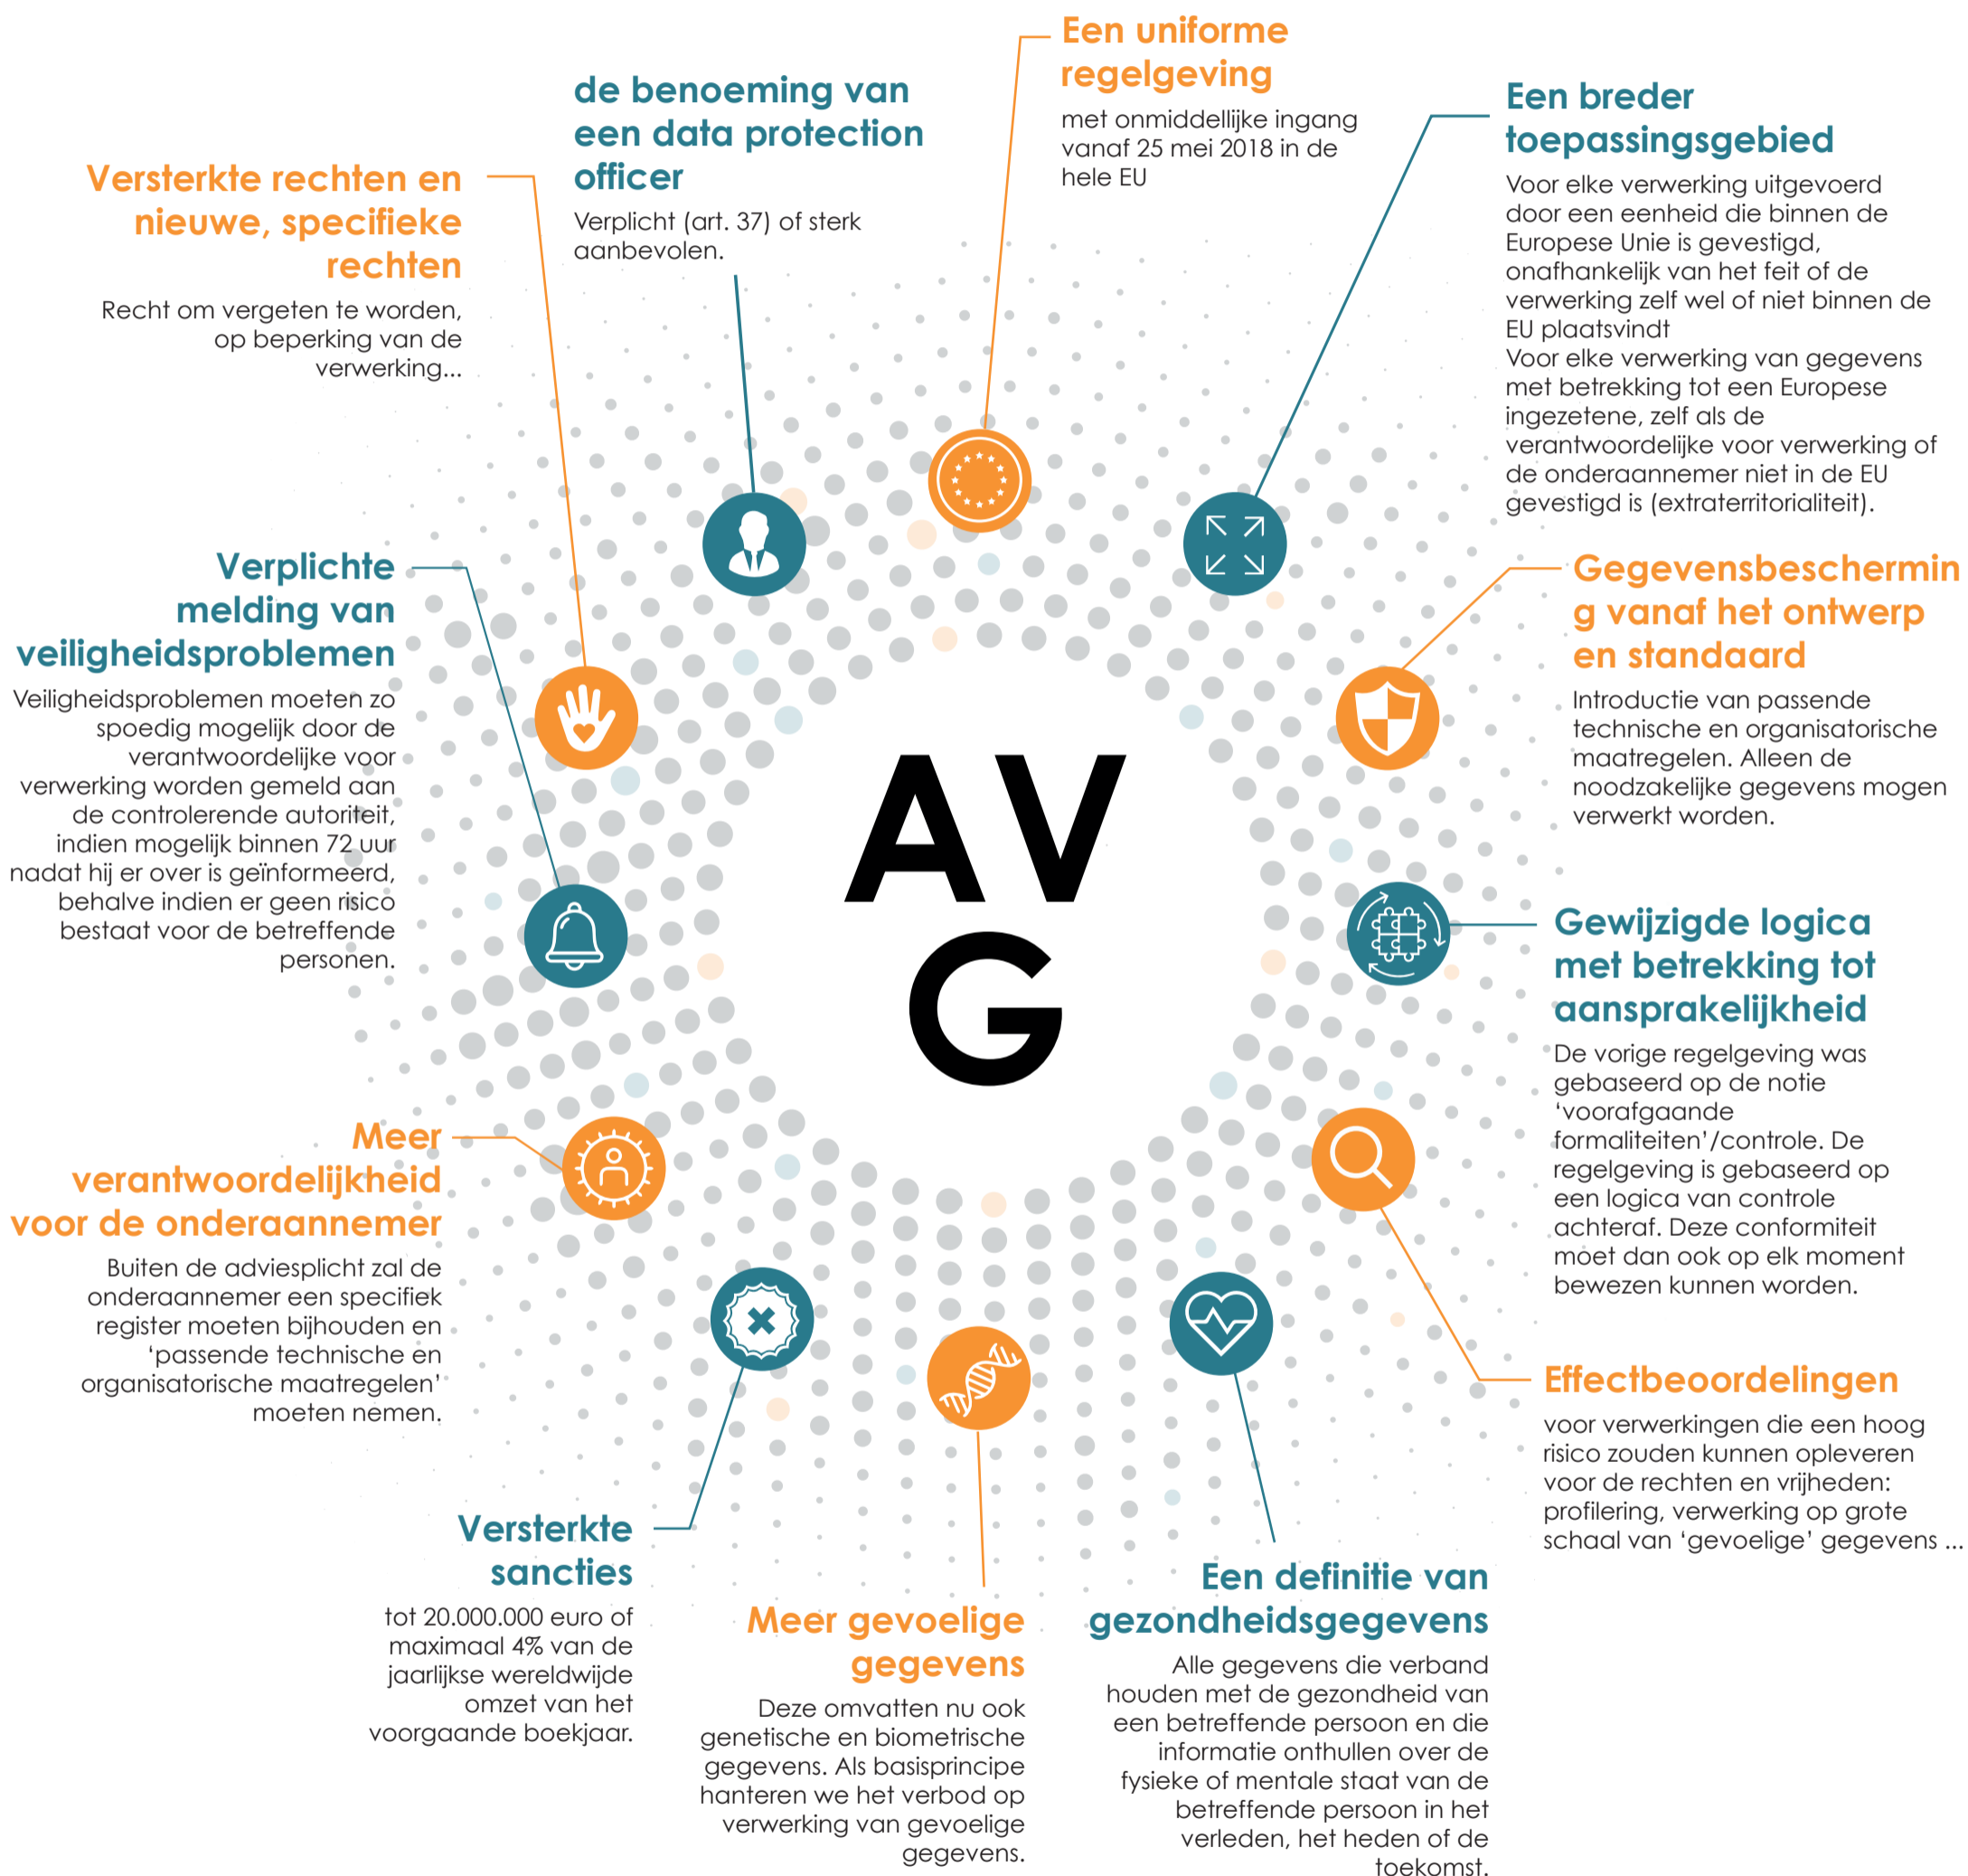 Een uniforme
regelgeving
met onmiddellijke ingang
vanaf 25 mei 2018 in de
hele EU
de benoeming van
een data protection
officer
Verplicht (art. 37) of sterk
aanbevolen.
Een breder
toepassingsgebied
Voor elke verwerking uitgevoerd
door een eenheid die binnen de
Europese Unie is gevestigd,
onafhankelijk van het feit of de
verwerking zelf wel of niet binnen de
EU plaatsvindt
Voor elke verwerking van gegevens
met betrekking tot een Europese
ingezetene, zelf als de
verantwoordelijke voor verwerking of
de onderaannemer niet in de EU
gevestigd is (extraterritorialiteit).
Versterkte rechten en
nieuwe, specifieke
rechten
Recht om vergeten te worden,
op beperking van de
verwerking...
Verplichte
melding van
veiligheidsproblemen
Veiligheidsproblemen moeten zo
spoedig mogelijk door de
verantwoordelijke voor
verwerking worden gemeld aan
de controlerende autoriteit,
indien mogelijk binnen 72 uur
nadat hij er over is geïnformeerd,
behalve indien er geen risico
bestaat voor de betreffende
personen.
Gegevensbeschermin
g vanaf het ontwerp
en standaard
Introductie van passende
technische en organisatorische
maatregelen. Alleen de
noodzakelijke gegevens mogen
verwerkt worden.
AV
G
Gewijzigde logica
met betrekking tot
aansprakelijkheid
De vorige regelgeving was
gebaseerd op de notie
‘voorafgaande
formaliteiten’/controle. De
regelgeving is gebaseerd op
een logica van controle
achteraf. Deze conformiteit
moet dan ook op elk moment
bewezen kunnen worden.
Meer
verantwoordelijkheid
voor de onderaannemer
Buiten de adviesplicht zal de
onderaannemer een specifiek
register moeten bijhouden en
‘passende technische en
organisatorische maatregelen’
moeten nemen.
Effectbeoordelingen
voor verwerkingen die een hoog
risico zouden kunnen opleveren
voor de rechten en vrijheden:
profilering, verwerking op grote
schaal van ‘gevoelige’ gegevens ...
Versterkte
sancties
tot 20.000.000 euro of
maximaal 4% van de
jaarlijkse wereldwijde
omzet van het
voorgaande boekjaar.
Meer gevoelige
gegevens
Deze omvatten nu ook
genetische en biometrische
gegevens. Als basisprincipe
hanteren we het verbod op
verwerking van gevoelige
gegevens.
Een definitie van
gezondheidsgegevens
Alle gegevens die verband
houden met de gezondheid van
een betreffende persoon en die
informatie onthullen over de
fysieke of mentale staat van de
betreffende persoon in het
verleden, het heden of de
toekomst.